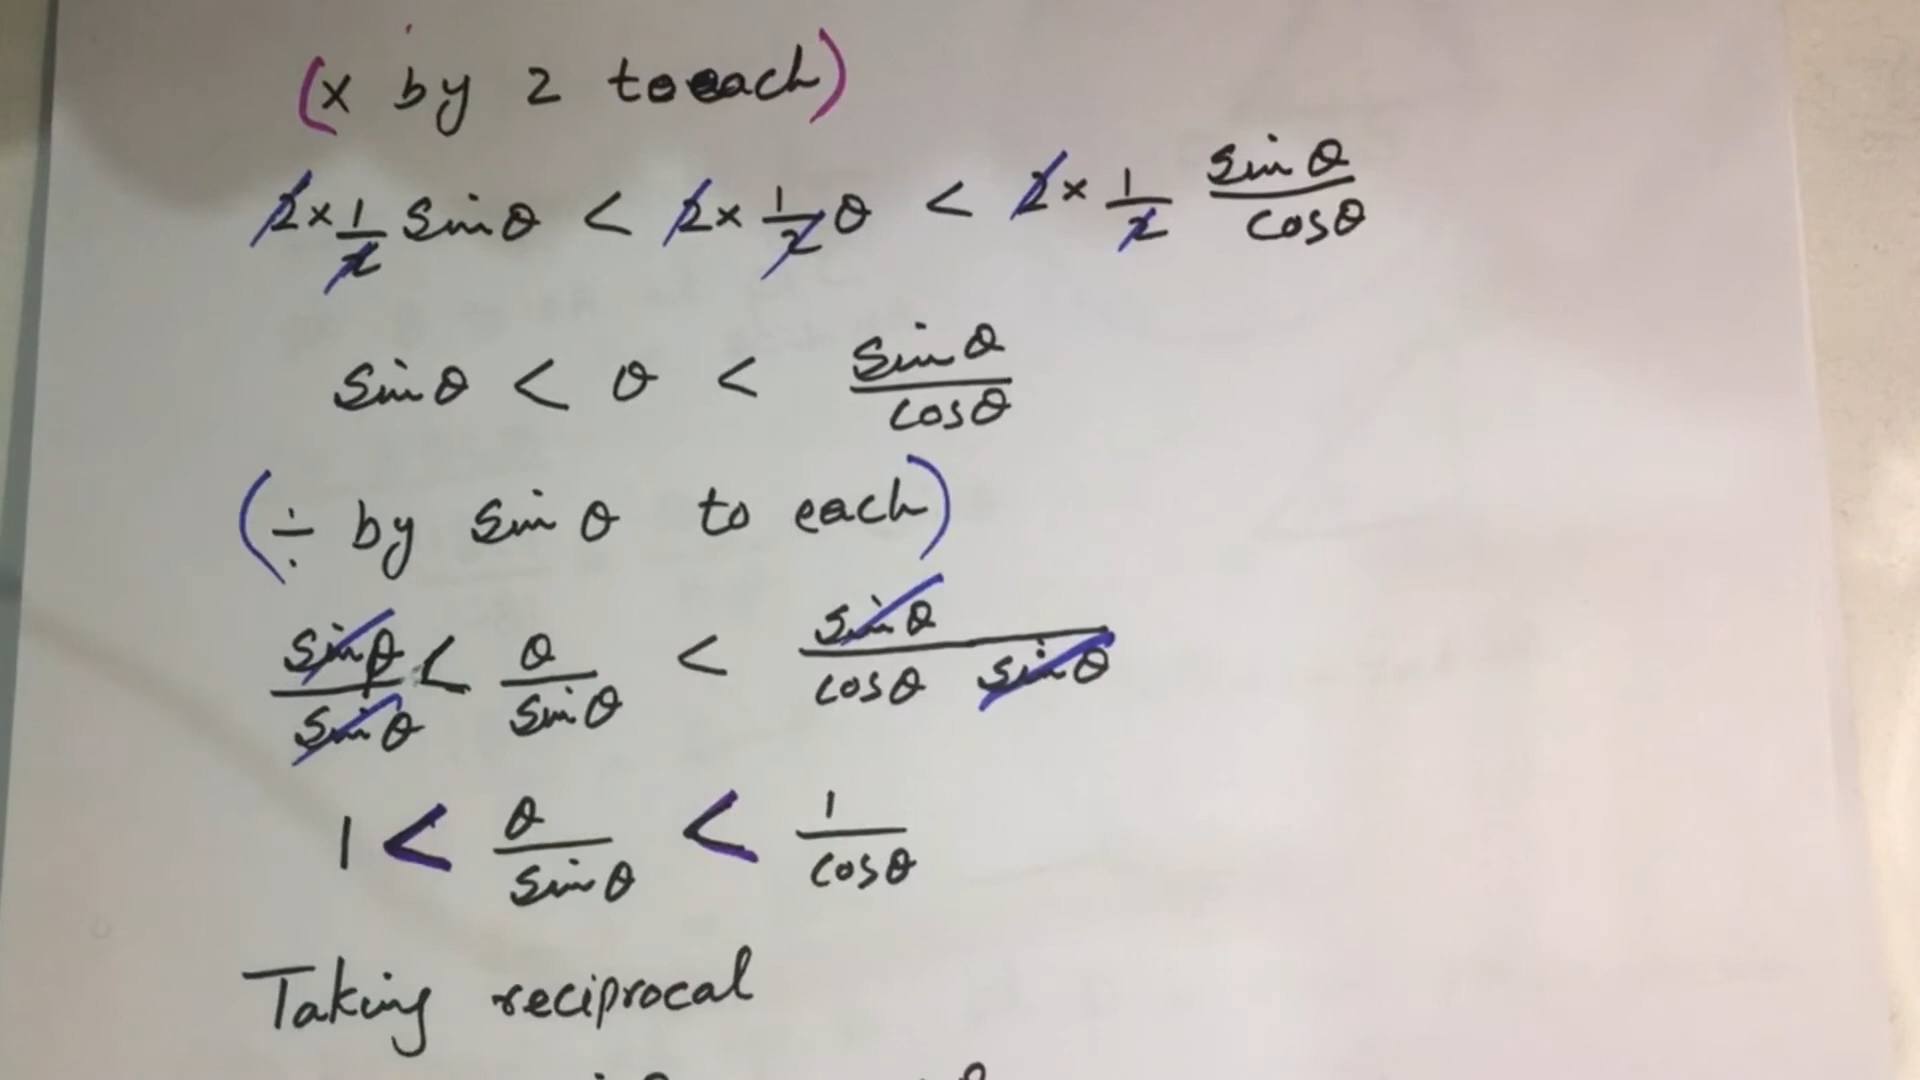 (x by 2 to each)
2 × 1/2 sin θ < 2 × 1/2 θ < 2 × 1/2 sin θ/cos θ
sin θ < θ < sin θ/cos θ
(÷ by sin θ to each)
sin θ/sin θ < θ/sin θ < sin θ/cos θ sin θ
1 < θ/sin θ < 1/cos θ
Taking reciprocal